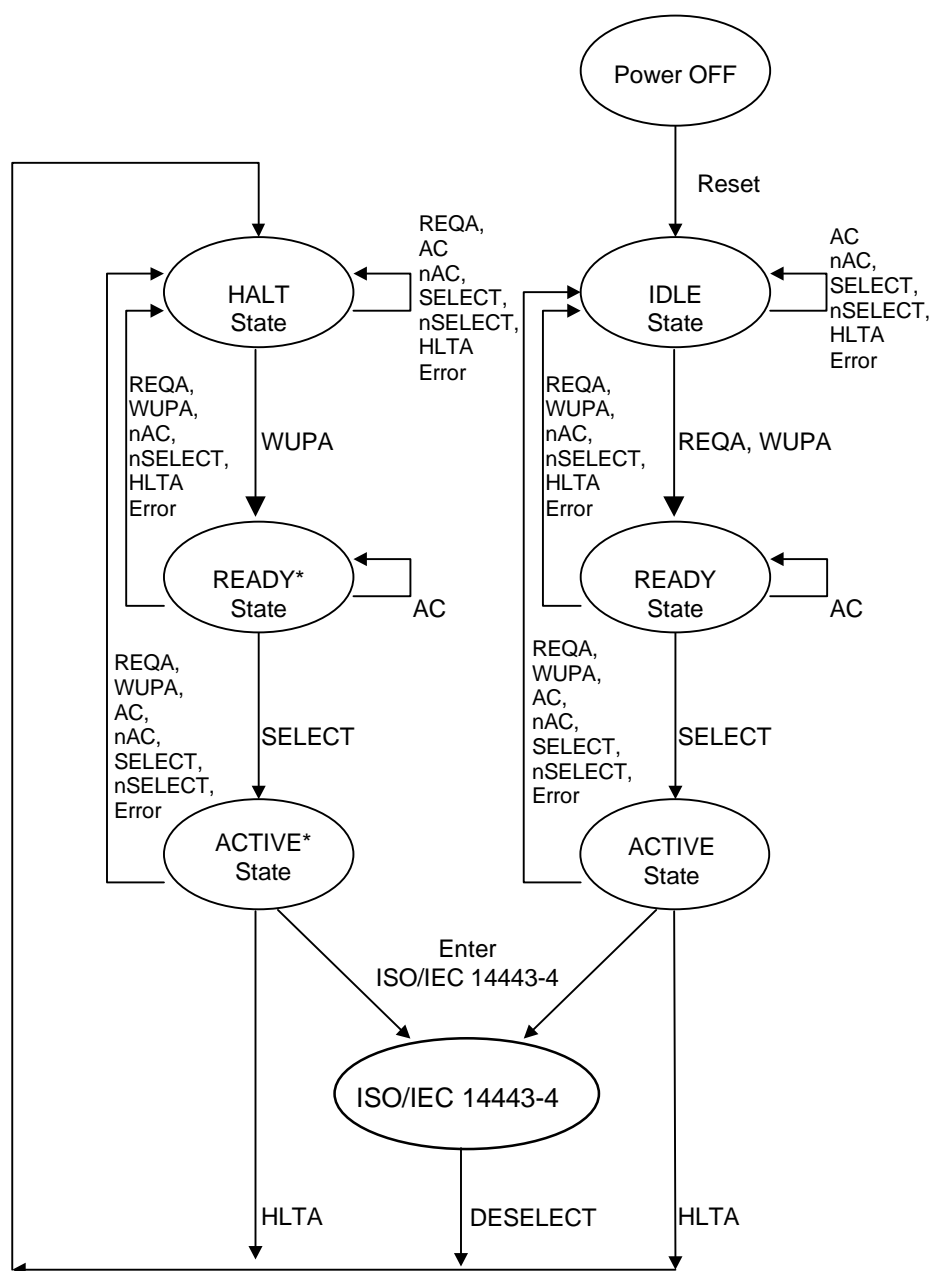 Power OFF
Reset
REQA,
AC
nAC,
SELECT,
nSELECT,
HLTA
Error
AC
nAC,
SELECT,
nSELECT,
HLTA
Error
HALT
State
IDLE
State
REQA,
WUPA,
nAC,
nSELECT,
HLTA
Error
WUPA
REQA,
WUPA,
nAC,
nSELECT,
HLTA
Error
REQA, WUPA
READY*
State
AC
READY
State
AC
REQA,
WUPA,
AC,
nAC,
SELECT,
nSELECT,
Error
SELECT
REQA,
WUPA,
AC,
nAC,
SELECT,
nSELECT,
Error
SELECT
ACTIVE*
State
ACTIVE
State
Enter
ISO/IEC 14443-4
ISO/IEC 14443-4
HLTA
DESELECT
HLTA